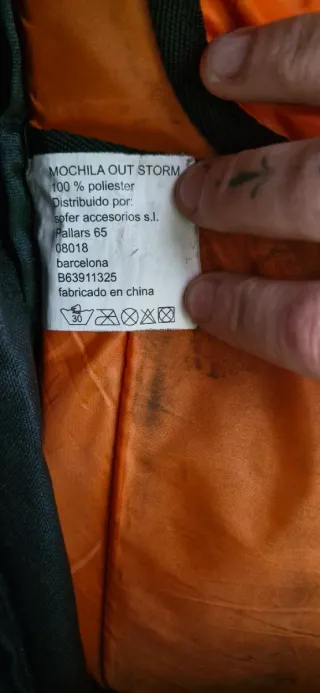 MOCHILA OUT STORM
100 % poliester
Distribuido por:
sofer accesorios s.l.
Pallars 65
08018
barcelona
B63911325
fabricado en china
30